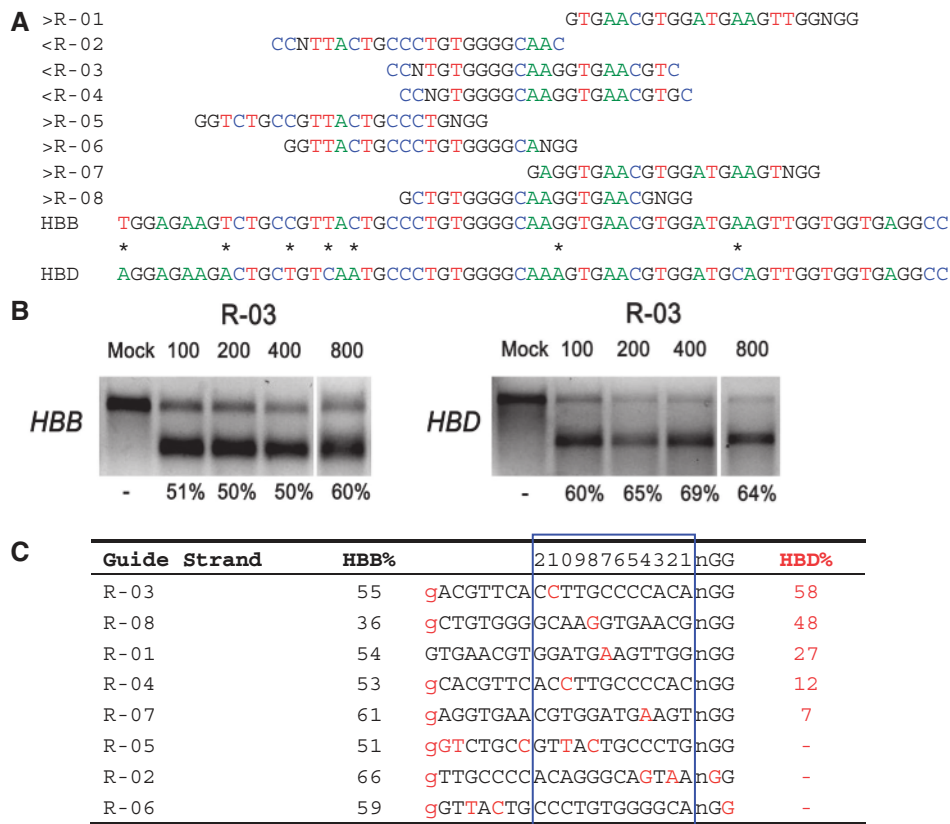 A
>R-01 GTGAACGTGGATGAAGTTGGNGG
<R-02 CCNTTACTGCCCTGTGGGGCAAC
<R-03 CCNTGTGGGGCAAGGTGAACGTC
<R-04 CCNGTGGGGCAAGGTGAACGTGC
>R-05 GGTCTGCCGTTACTGCCCTGNGG
>R-06 GGTTACTGCCCTGTGGGGCANGG
>R-07 GAGGTGAACGTGGATGAAGTNGG
>R-08 GCTGTGGGGCAAGGTGAACGNGG
HBB TGGAGAAGTCTGCCGTTACTGCCCTGTGGGGCAAGGTGAACGTGGATGAAGTTGGTGGTGAGGCC
* * * * * * *
HBD AGGAGAAGACTGCTGTCAATGCCCTGTGGGGCAAAGTGAACGTGGATGCAGTTGGTGGTGAGGCC
B
R-03
Mock 100 200 400 800
HBB
- 51% 50% 50% 60%
R-03
Mock 100 200 400 800
HBD
- 60% 65% 69% 64%
C
Guide Strand HBB% 210987654321nGG HBD%
R-03 55 gACGTTCACCTTGCCCCACAnGG 58
R-08 36 gCTGTGGGGCAAGGTGAACGnGG 48
R-01 54 GTGAACGTGGATGAAGTTGGnGG 27
R-04 53 gCACGTTCACCTTGCCCCACnGG 12
R-07 61 gAGGTGAACGTGGATGAAGTnGG 7
R-05 51 gGTCTGCCGTTACTGCCCTGnGG -
R-02 66 gTTGCCCCACAGGGCAGTAAnGG -
R-06 59 gGTTACTGCCCTGTGGGGCAnGG -